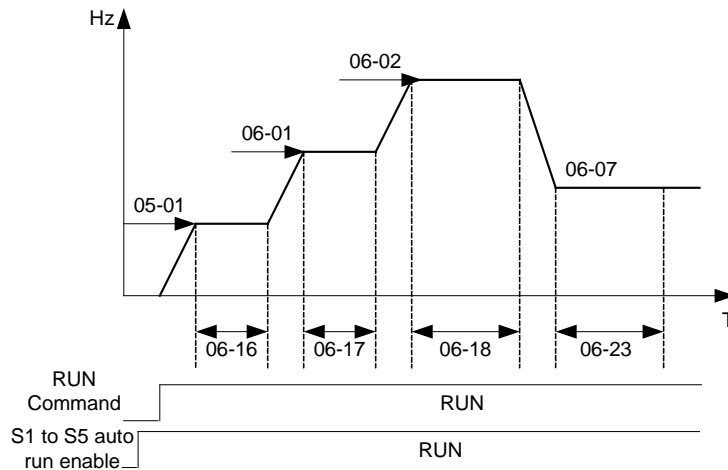 Hz
06-02
06-01
06-07
05-01
T
06-16
06-17
06-18
06-23
RUN
Command
RUN
S1 to S5 auto
run enable
RUN